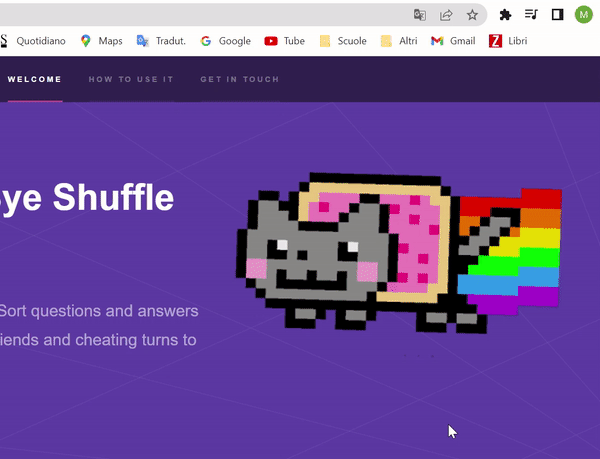 M
S Quotidiano Maps Tradut. Google Tube Scuole Altri Gmail Z Libri
WELCOME HOW TO USE IT GET IN TOUCH
ye Shuffle
Sort questions and answers
iends and cheating turns to